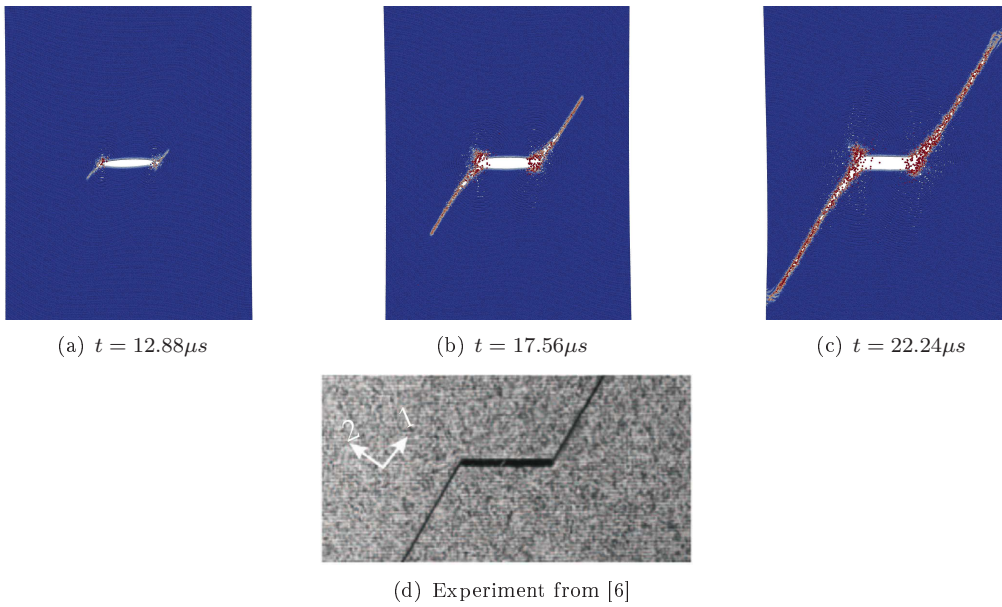 (a) t = 12.88μs
(b) t = 17.56μs
(c) t = 22.24μs
2 1
(d) Experiment from [6]